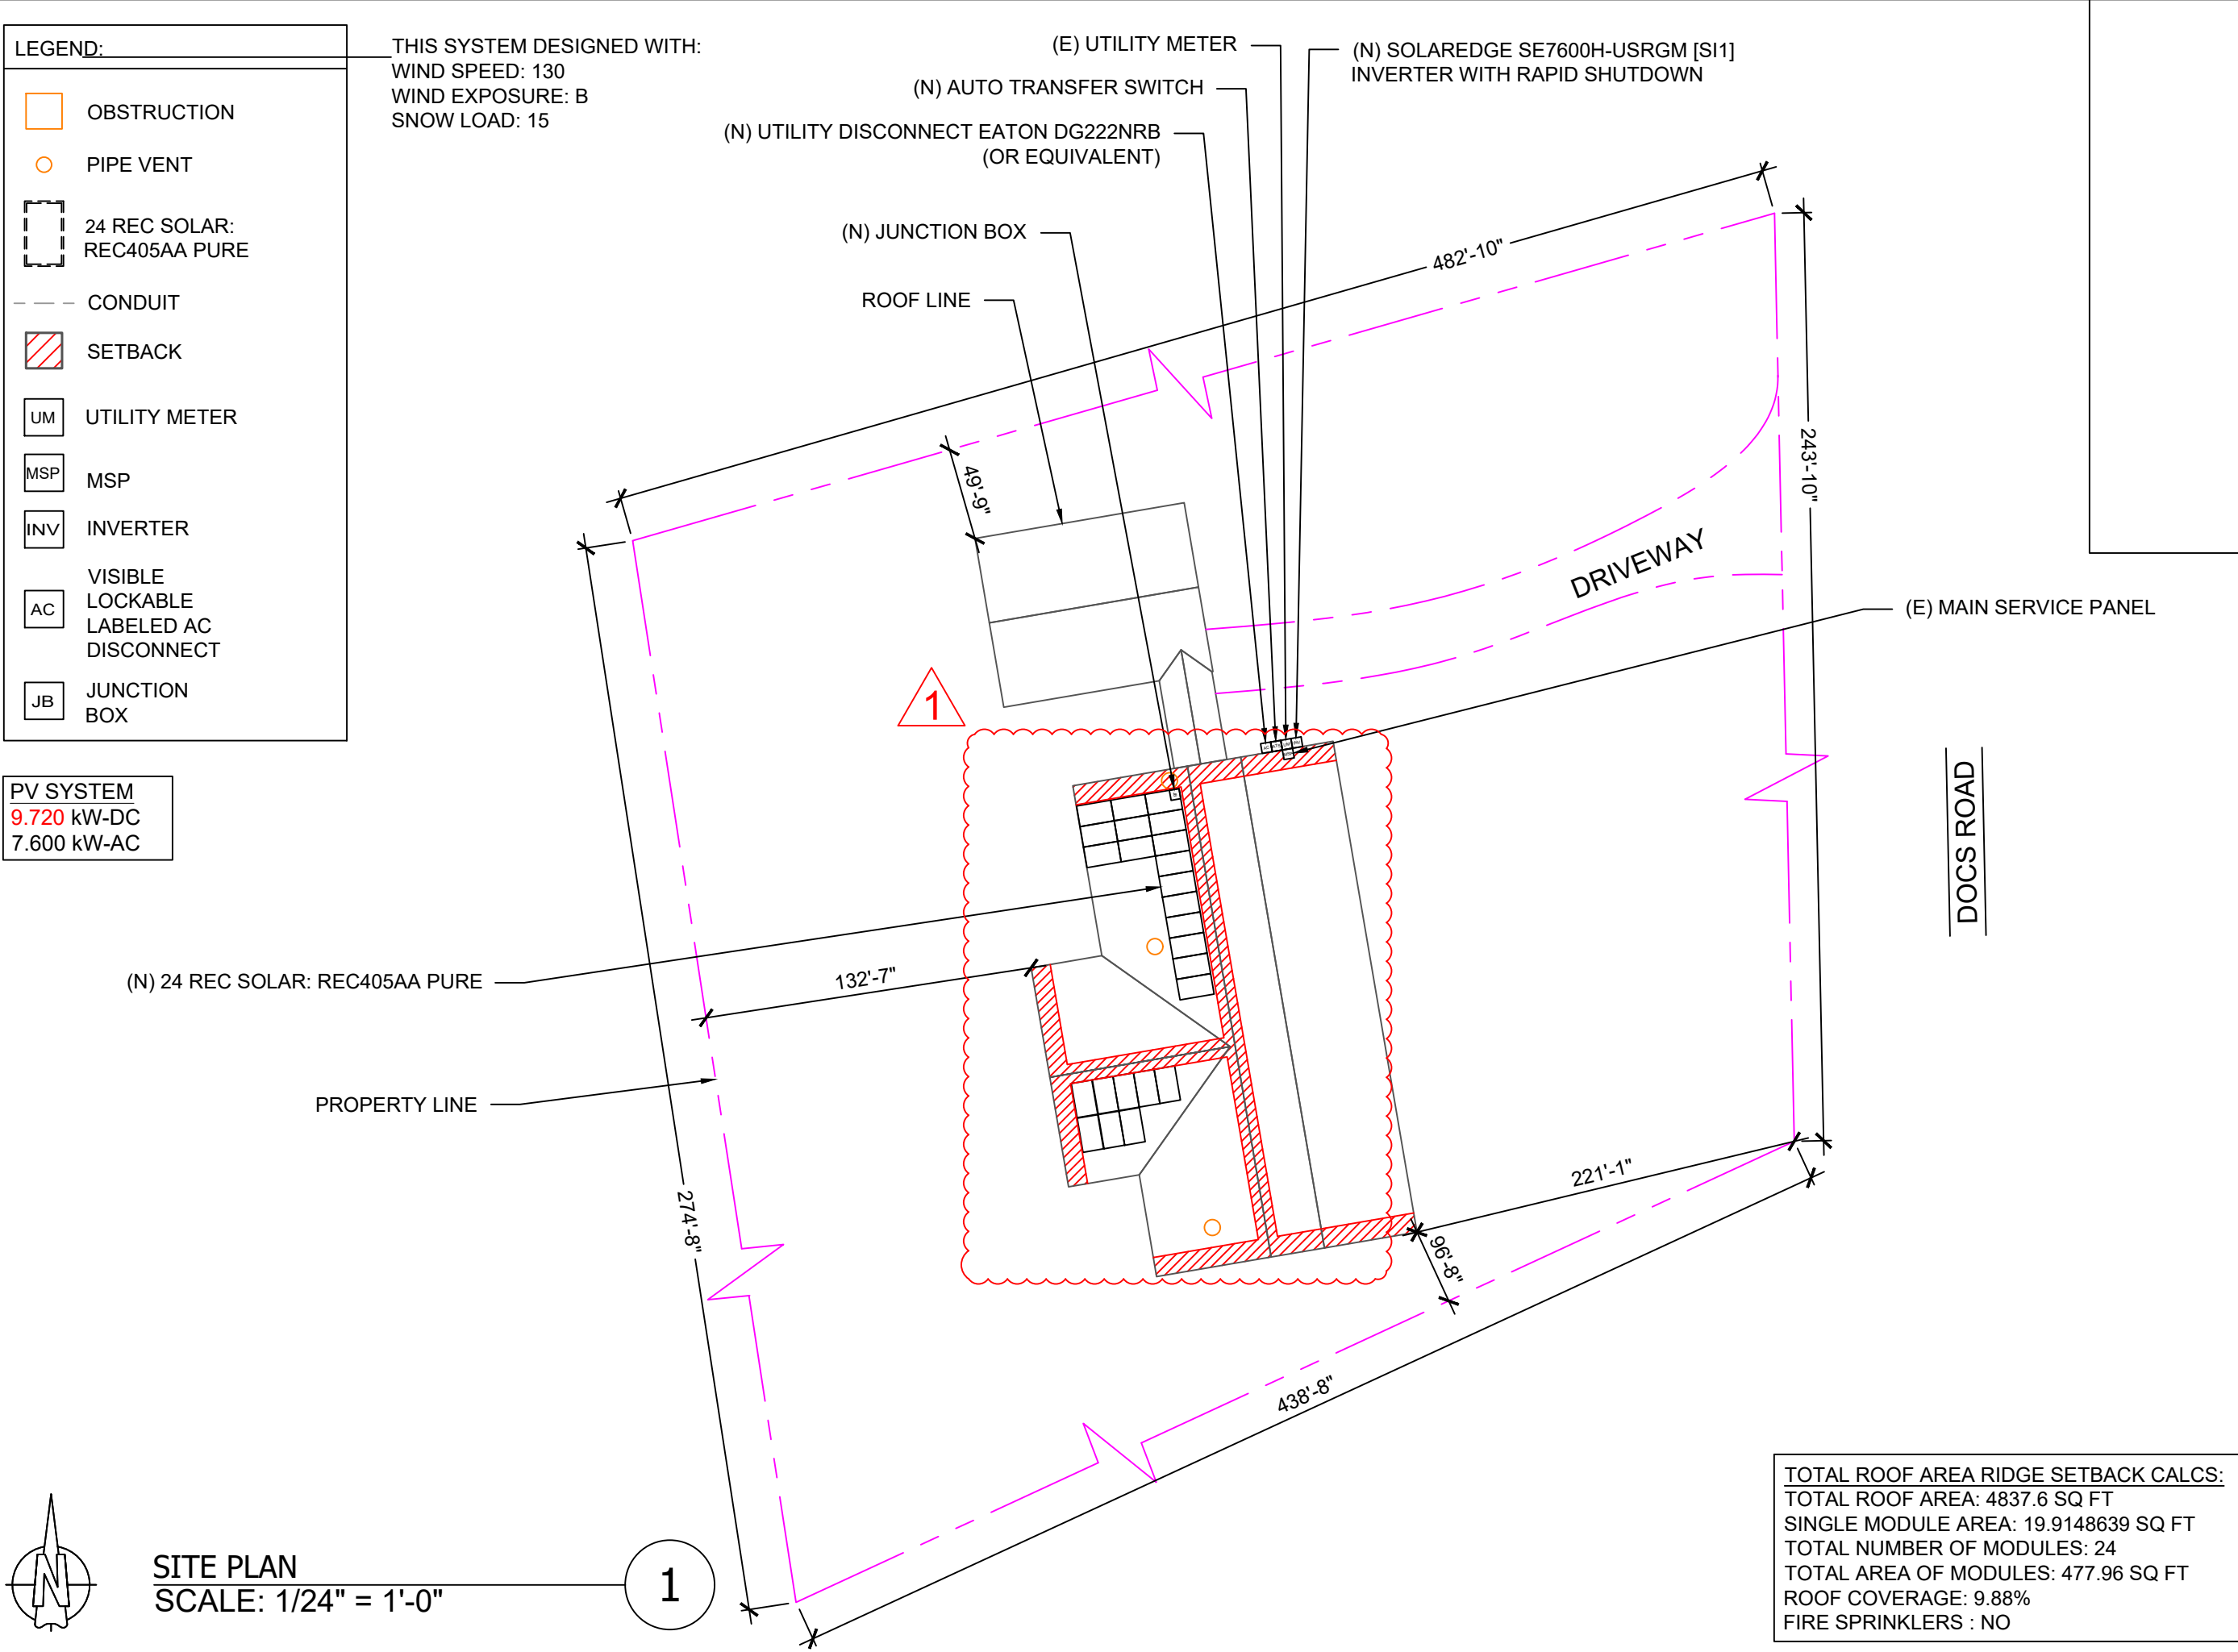 LEGEND:
OBSTRUCTION
PIPE VENT
24 REC SOLAR:
REC405AA PURE
CONDUIT
SETBACK
UM
UTILITY METER
MSP
MSP
INV
INVERTER
AC
VISIBLE
LOCKABLE
LABELED AC
DISCONNECT
JB
JUNCTION
BOX
PV SYSTEM
9.720 kW-DC
7.600 kW-AC
THIS SYSTEM DESIGNED WITH:
WIND SPEED: 130
WIND EXPOSURE: B
SNOW LOAD: 15
(E) UTILITY METER
(N) SOLAREDGE SE7600H-USRGM [SI1]
INVERTER WITH RAPID SHUTDOWN
(N) AUTO TRANSFER SWITCH
(N) UTILITY DISCONNECT EATON DG222NRB
(OR EQUIVALENT)
(N) JUNCTION BOX
ROOF LINE
482'-10"
49'-9"
243'-10"
DRIVEWAY
(E) MAIN SERVICE PANEL
1
DOCS ROAD
(N) 24 REC SOLAR: REC405AA PURE
132'-7"
PROPERTY LINE
274'-8"
221'-1"
96'-8"
438'-8"
N
SITE PLAN
SCALE: 1/24" = 1'-0"
1
TOTAL ROOF AREA RIDGE SETBACK CALCS:
TOTAL ROOF AREA: 4837.6 SQ FT
SINGLE MODULE AREA: 19.9148639 SQ FT
TOTAL NUMBER OF MODULES: 24
TOTAL AREA OF MODULES: 477.96 SQ FT
ROOF COVERAGE: 9.88%
FIRE SPRINKLERS : NO